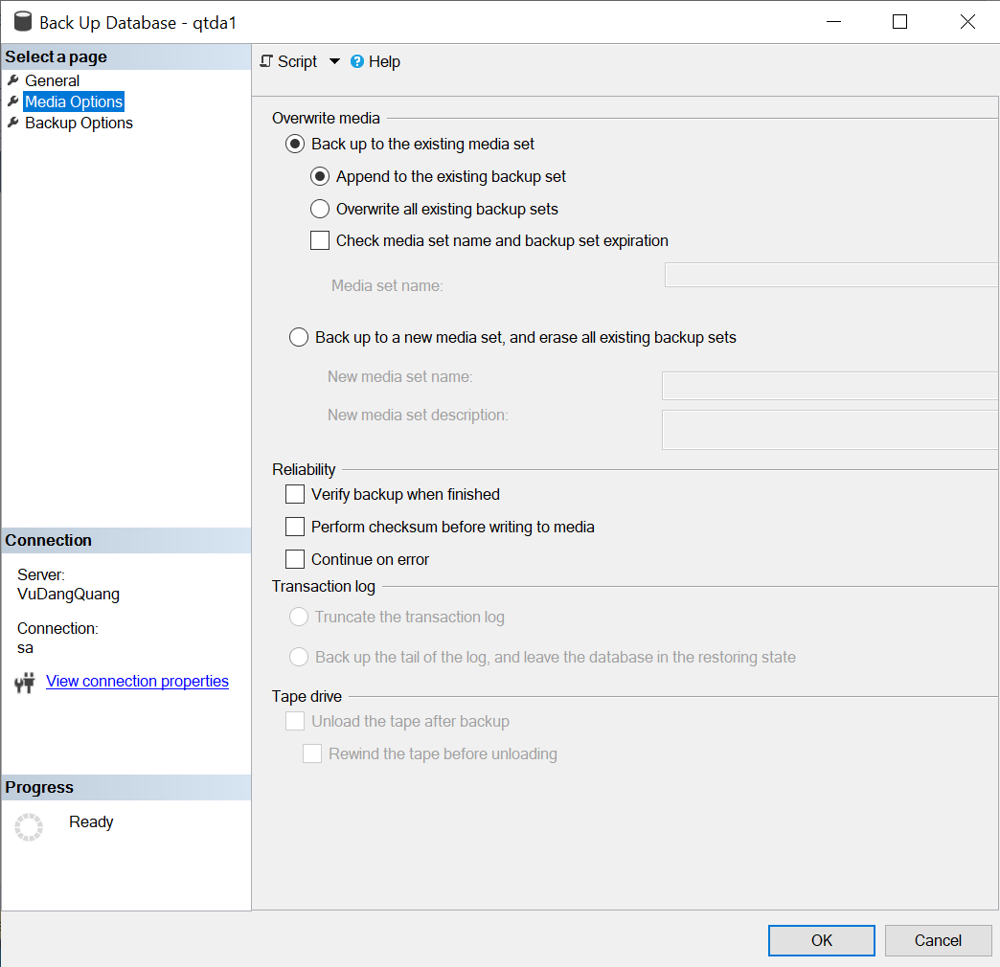 Back Up Database - qtda1
Select a page
General
Media Options
Backup Options
Script
Help
Overwrite media
Back up to the existing media set
Append to the existing backup set
Overwrite all existing backup sets
Check media set name and backup set expiration
Media set name:
Back up to a new media set, and erase all existing backup sets
New media set name:
New media set description:
Reliability
Verify backup when finished
Perform checksum before writing to media
Continue on error
Transaction log
Truncate the transaction log
Back up the tail of the log, and leave the database in the restoring state
Tape drive
Unload the tape after backup
Rewind the tape before unloading
Connection
Server:
VuDangQuang
Connection:
sa
View connection properties
Progress
Ready
OK
Cancel